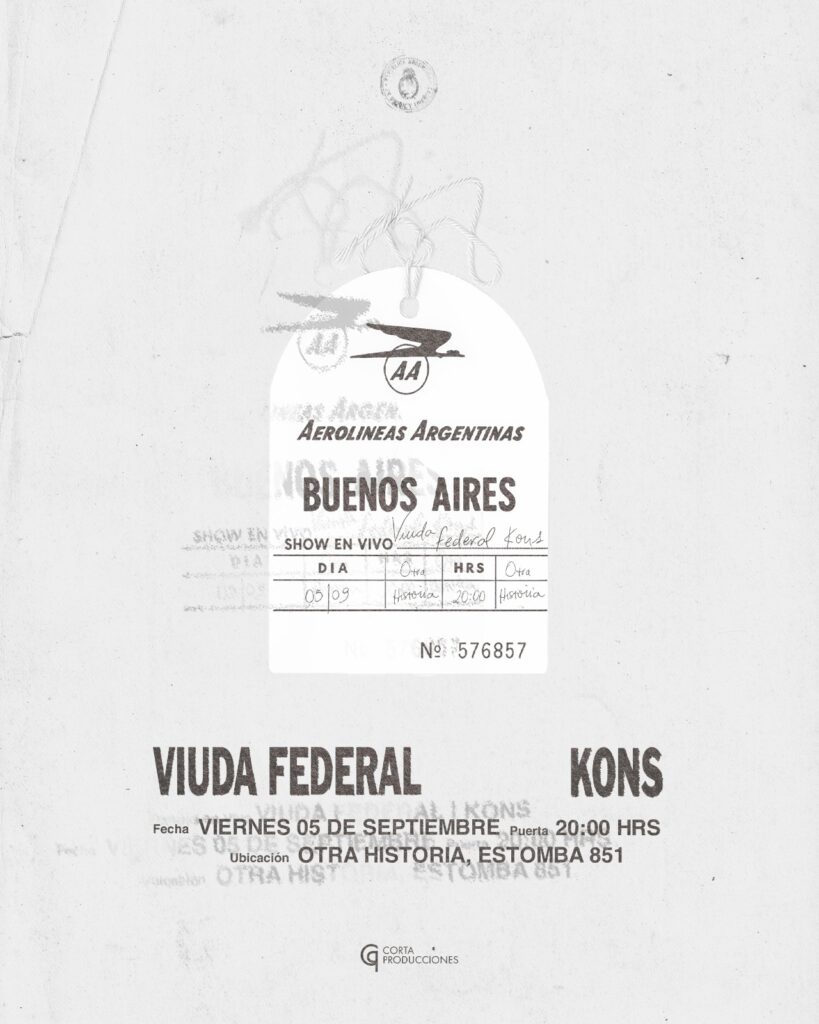 AA
AEROLINEAS ARGENTINAS
BUENOS AIRES
SHOW EN VIVO Viuda Federal Kons
DIA Otra HRS Otra
05|09 Historia 20:00 Historia
Nº 576857
VIUDA FEDERAL KONS
Fecha VIERNES 05 DE SEPTIEMBRE Puerta 20:00 HRS
Ubicación OTRA HISTORIA, ESTOMBA 851
CORTA
PRODUCCIONES